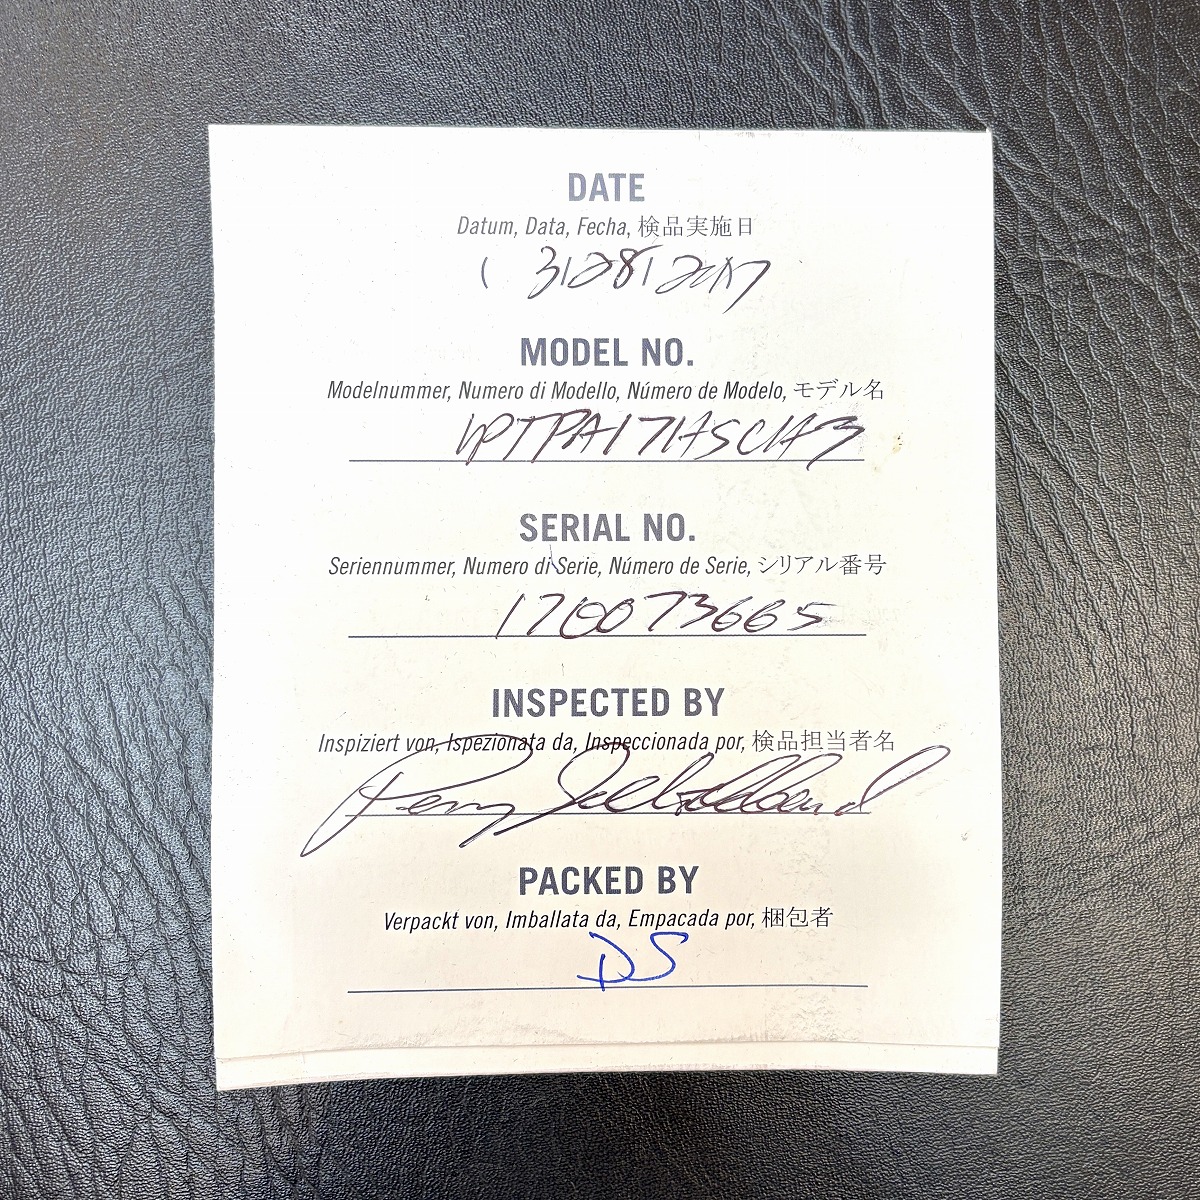 DATE
Datum, Data, Fecha, 検品実施日
3/28/2017
MODEL NO.
Modelnummer, Numero di Modello, Número de Modelo, モデル名
LPTPA17HSCHA3
SERIAL NO.
Seriennummer, Numero di Serie, Número de Serie, シリアル番号
170073665
INSPECTED BY
Inspiziert von, Ispezionata da, Inspeccionada por, 検品担当者名
PACKED BY
Verpackt von, Imballata da, Empacada por, 梱包者
DS